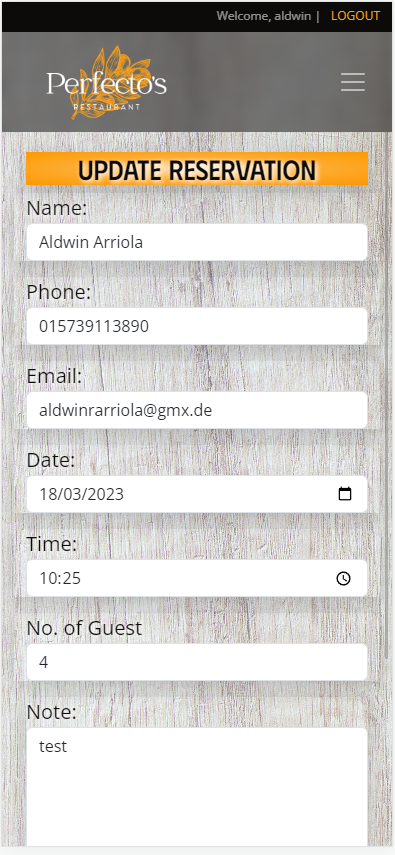 Welcome, aldwin | LOGOUT
Perfecto's
RESTAURANT
UPDATE RESERVATION
Name:
Aldwin Arriola
Phone:
015739113890
Email:
aldwinrarriola@gmx.de
Date:
18/03/2023
Time:
10:25
No. of Guest
4
Note:
test